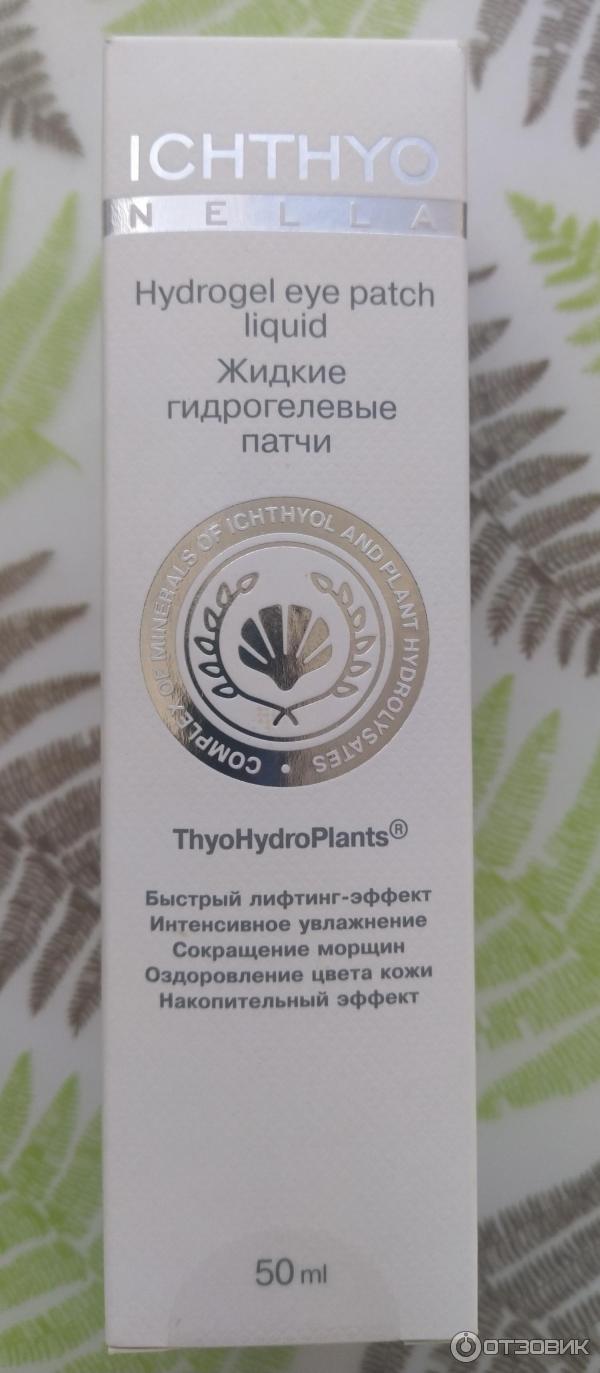 ICHTHYO
NELLA
Hydrogel eye patch
liquid
Жидкие
гидрогелевые
патчи
COMPLEX OF MINERALS OF ICHTHYOL AND PLANT HYDROLYSATES •
ThyoHydroPlants®
Быстрый лифтинг-эффект
Интенсивное увлажнение
Сокращение морщин
Оздоровление цвета кожи
Накопительный эффект
50 ml
ОТЗОВИК